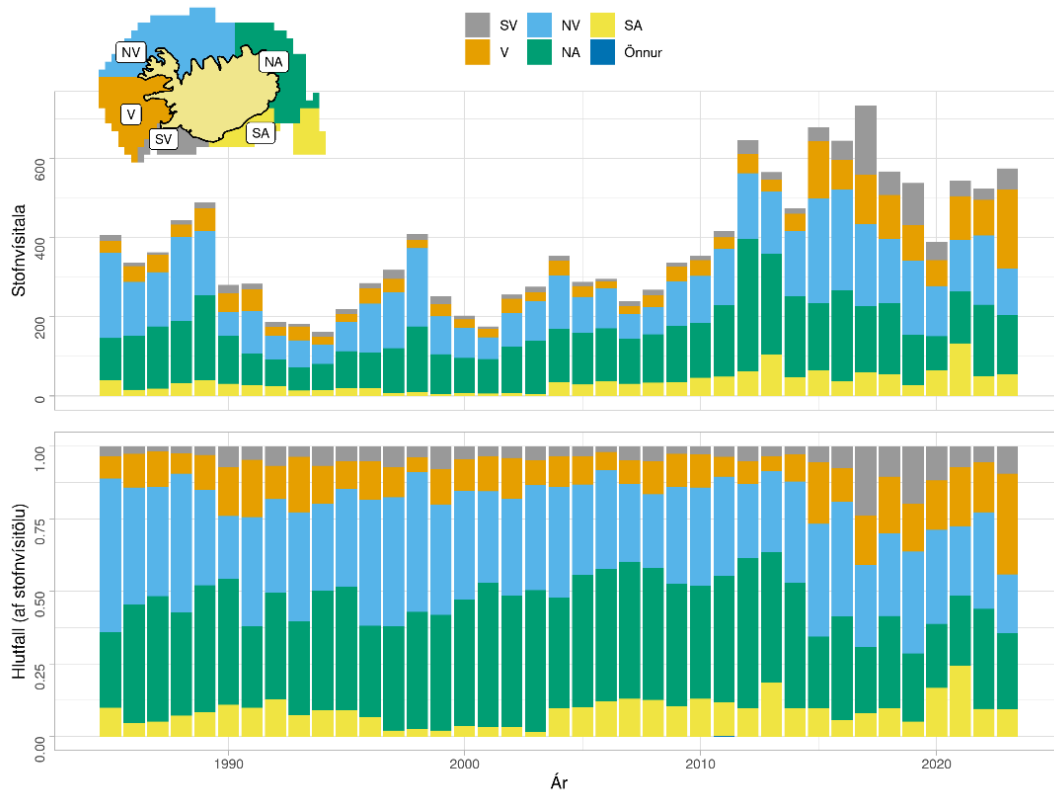 SV NV SA
V NA Önnur
NV
NA
V
SV
SA
Stofnvísitala
600
400
200
0
Hlutfall (af stofnvísitölu)
1.00
0.75
0.50
0.25
0.00
1990 2000 2010 2020
Ár